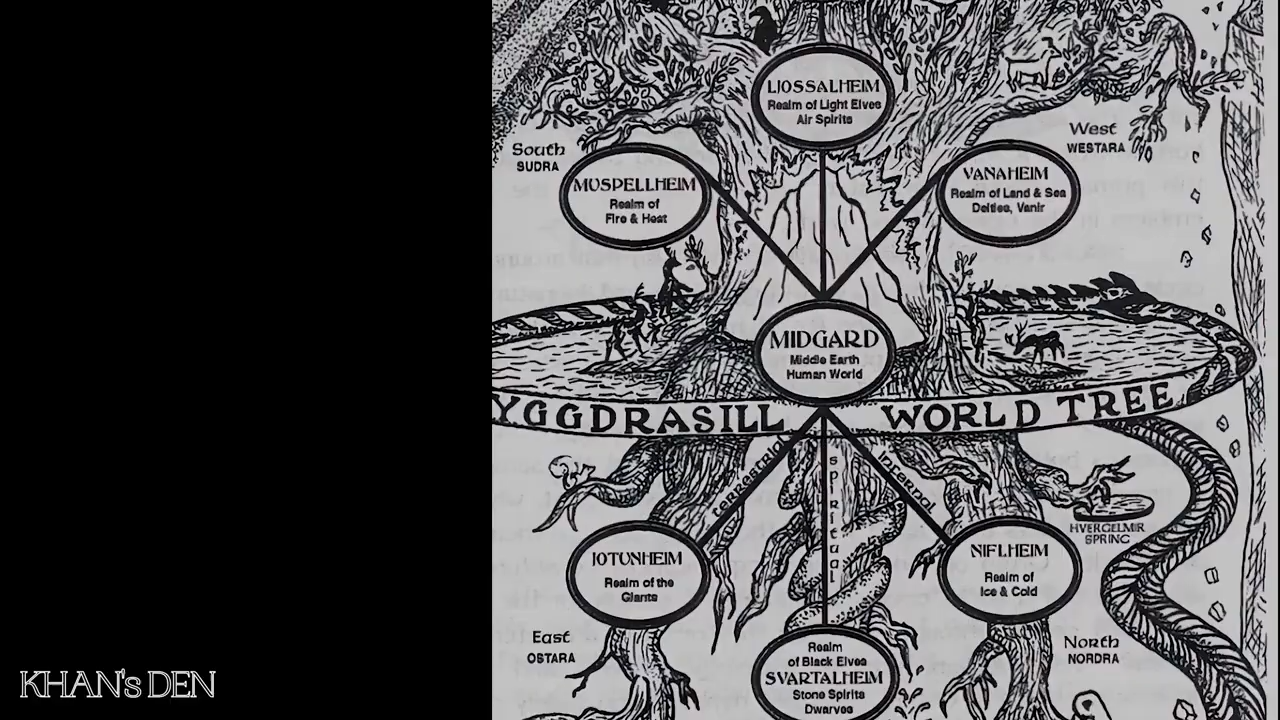 LJOSSALHEIM
Realm of Light Elves
Air Spirits
South
SUDRA
MUSPELLHEIM
Realm of
Fire & Heat
West
WESTARA
VANAHEIM
Realm of Land & Sea
Deities, Vanir
MIDGARD
Middle Earth
Human World
YGGDRASILL WORLD TREE
terrestrial
spiritual
internal
HVERGELMIR
SPRING
JOTUNHEIM
Realm of the
Giants
NIFLHEIM
Realm of
Ice & Cold
East
OSTARA
North
NORDRA
Realm
of Black Elves
SVARTALHEIM
Stone Spirits
Dwarves
KHAN's DEN